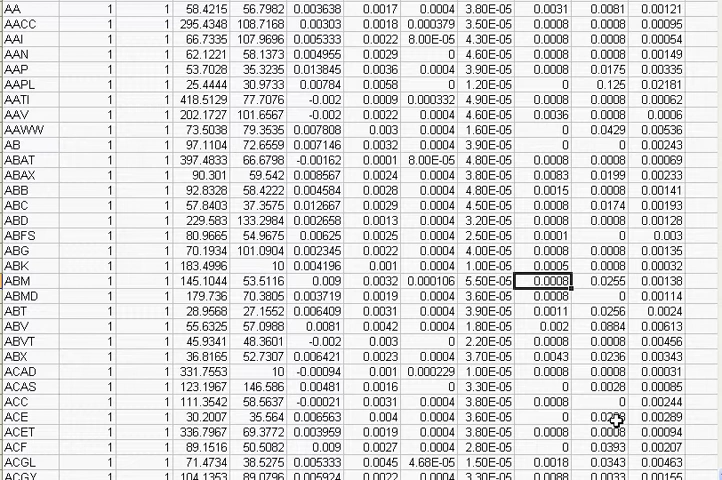 AA 1 1 58.4215 56.7982 0.003638 0.0017 0.0004 3.80E-05 0.0031 0.0081 0.00121
AACC 1 1 295.4348 108.7168 0.00303 0.0018 0.000379 3.50E-05 0.0008 0.0008 0.00095
AAI 1 1 66.7335 107.9696 0.005333 0.0022 8.00E-05 4.30E-05 0.0008 0.0008 0.00054
AAN 1 1 62.1221 58.1373 0.004955 0.0029 0 4.60E-05 0.0008 0.0008 0.00149
AAP 1 1 53.7028 35.3235 0.013845 0.0036 0.0004 3.90E-05 0.0008 0.0175 0.00335
AAPL 1 1 25.4444 30.9733 0.00784 0.0058 0 1.20E-05 0 0.125 0.02181
AATI 1 1 418.5129 77.7076 -0.002 0.0009 0.000332 4.90E-05 0.0008 0.0008 0.00062
AAV 1 1 202.1727 101.6567 -0.002 0.0022 0.0004 4.60E-05 0.0036 0.0008 0.0006
AAWW 1 1 73.5038 79.3535 0.007808 0.003 0.0004 1.60E-05 0 0.0429 0.00536
AB 1 1 97.1104 72.6559 0.007146 0.0032 0.0004 3.90E-05 0 0 0.00243
ABAT 1 1 397.4833 66.6798 -0.00162 0.0001 8.00E-05 4.80E-05 0.0008 0.0008 0.00069
ABAX 1 1 90.301 59.542 0.008567 0.0024 0.0004 3.80E-05 0.0083 0.0199 0.00233
ABB 1 1 92.8328 58.4222 0.004584 0.0028 0.0004 4.80E-05 0.0015 0.0008 0.00141
ABC 1 1 57.8403 37.3575 0.012667 0.0029 0.0004 4.50E-05 0.0008 0.0174 0.00193
ABD 1 1 229.583 133.2984 0.002658 0.0013 0.0004 3.20E-05 0.0008 0.0008 0.00128
ABFS 1 1 80.9665 54.9675 0.00625 0.0025 0.0004 2.50E-05 0.0001 0 0.003
ABG 1 1 70.1934 101.0904 0.002345 0.0022 0.0004 4.00E-05 0.0008 0.0008 0.00135
ABK 1 1 183.4996 10 0.004196 0.001 0.0004 1.00E-05 0.0005 0.0008 0.00032
ABM 1 1 145.1044 53.5116 0.009 0.0032 0.000106 5.50E-05 0.0008 0.0255 0.00138
ABMD 1 1 179.736 70.3805 0.003719 0.0019 0.0004 3.60E-05 0.0008 0 0.00114
ABT 1 1 28.9568 27.1552 0.006409 0.0031 0.0004 3.90E-05 0.0011 0.0256 0.0024
ABV 1 1 55.6325 57.0988 0.0081 0.0042 0.0004 1.80E-05 0.002 0.0884 0.00613
ABVT 1 1 45.9341 48.3601 -0.002 0.003 0 2.20E-05 0.0008 0.0008 0.00456
ABX 1 1 36.8165 52.7307 0.006421 0.0023 0.0004 3.70E-05 0.0043 0.0236 0.00343
ACAD 1 1 331.7553 10 -0.00094 0.001 0.000229 1.00E-05 0.0008 0.0008 0.00031
ACAS 1 1 123.1967 146.586 0.00481 0.0016 0 3.30E-05 0 0.0028 0.00085
ACC 1 1 111.3542 58.5637 -0.00021 0.0031 0.0004 3.80E-05 0.0008 0 0.00244
ACE 1 1 30.2007 35.564 0.006563 0.004 0.0004 3.60E-05 0 0.00289
ACET 1 1 336.7967 69.3772 0.003959 0.0019 0.0004 3.80E-05 0.0008 0.0008 0.00094
ACF 1 1 89.1516 50.5082 0.009 0.0027 0.0004 2.80E-05 0 0.0393 0.00207
ACGL 1 1 71.4734 38.5275 0.005333 0.0045 4.68E-05 1.50E-05 0.0018 0.0343 0.00463
ACGY 1 1 104.1353 89.0796 0.005924 0.0022 0.0004 3.30E-05 0.0008 0.0033 0.00155